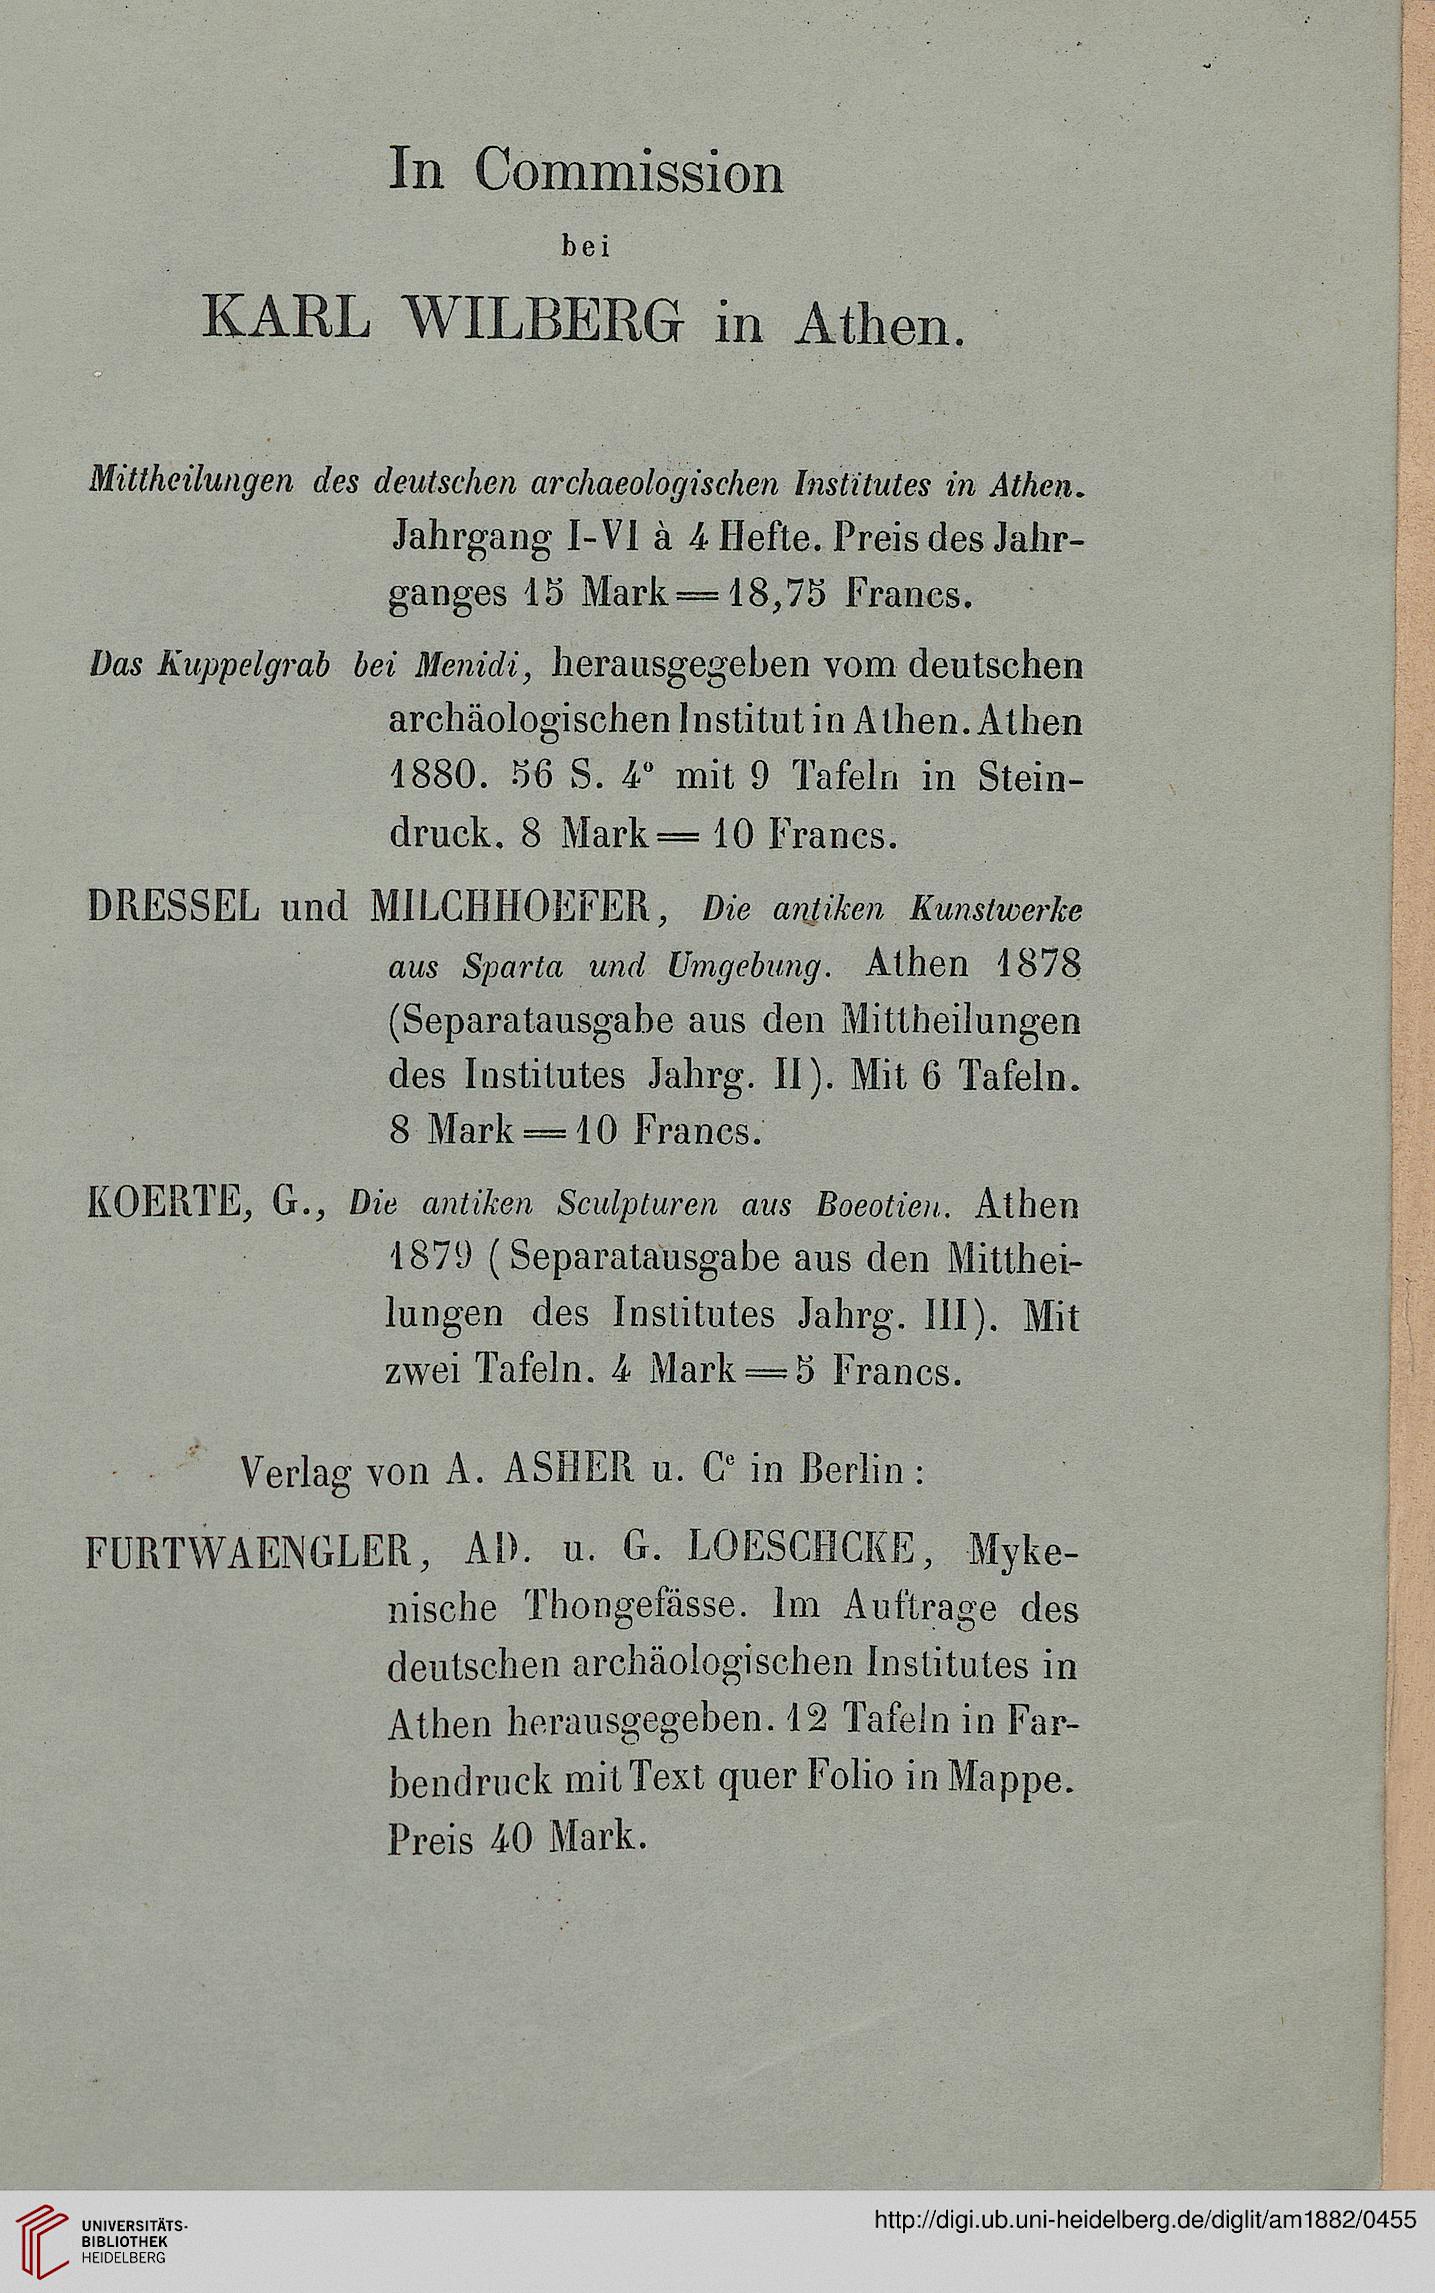 In Commission
bei
KARL WILBERG in Athen.
Mittheilungen des deutschen archaeologischen Institutes in Athen.
Jahrgang I-VI à 4 Hefte. Preis des Jahr-
ganges 15 Mark = 18,75 Francs.
Das Kuppelgrab bei Menidi, herausgegeben vom deutschen
archäologischen Institut in Athen. Athen
1880. 56 S. 4° mit 9 Tafeln in Stein-
druck. 8 Mark = 10 Francs.
DRESSEL und MILCHHOEFER, Die antiken Kunstwerke
aus Sparta und Umgebung. Athen 1878
(Separatausgabe aus den Mittheilungen
des Institutes Jahrg. II). Mit 6 Tafeln.
8 Mark = 10 Francs.
KOERTE, G., Die antiken Sculpturen aus Boeotien. Athen
1879 (Separatausgabe aus den Mitthei-
lungen des Institutes Jahrg. III). Mit
zwei Tafeln. 4 Mark = 5 Francs.
Verlag von A. ASHER u. Cᵉ in Berlin :
FURTWAENGLER, AD. u. G. LOESCHCKE, Myke-
nische Thongefässe. Im Auftrage des
deutschen archäologischen Institutes in
Athen herausgegeben. 12 Tafeln in Far-
bendruck mit Text quer Folio in Mappe.
Preis 40 Mark.
UNIVERSITÄTS-
BIBLIOTHEK
HEIDELBERG
http://digi.ub.uni-heidelberg.de/diglit/am1882/0455